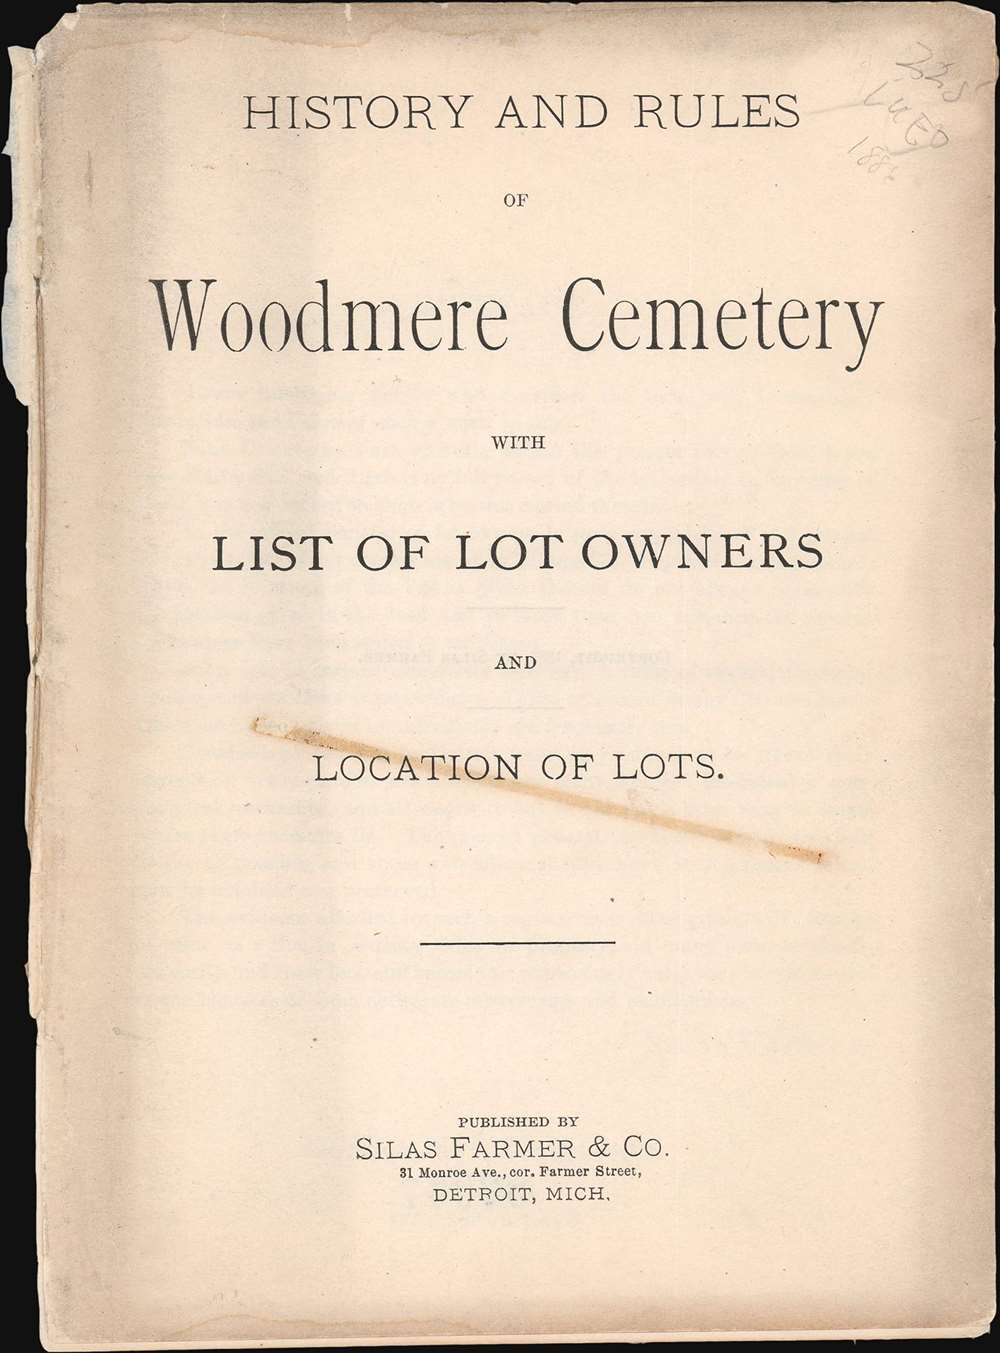 HISTORY AND RULES
OF
Woodmere Cemetery
WITH
LIST OF LOT OWNERS
AND
LOCATION OF LOTS.
PUBLISHED BY
SILAS FARMER & CO.
31 Monroe Ave., cor. Farmer Street,
DETROIT, MICH.